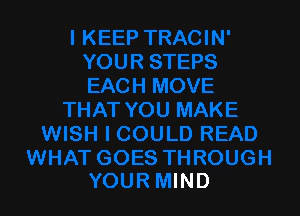 I KEEP TRACIN'
YOUR STEPS
EACH MOVE
THAT YOU MAKE
WISH I COULD READ
WHAT GOES THROUGH
YOUR MIND